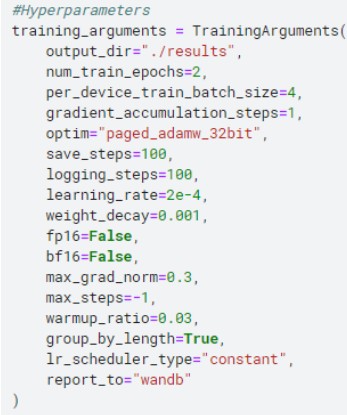 #Hyperparameters
training_arguments = TrainingArguments(
    output_dir="./results",
    num_train_epochs=2,
    per_device_train_batch_size=4,
    gradient_accumulation_steps=1,
    optim="paged_adamw_32bit",
    save_steps=100,
    logging_steps=100,
    learning_rate=2e-4,
    weight_decay=0.001,
    fp16=False,
    bf16=False,
    max_grad_norm=0.3,
    max_steps=-1,
    warmup_ratio=0.03,
    group_by_length=True,
    lr_scheduler_type="constant",
    report_to="wandb"
)